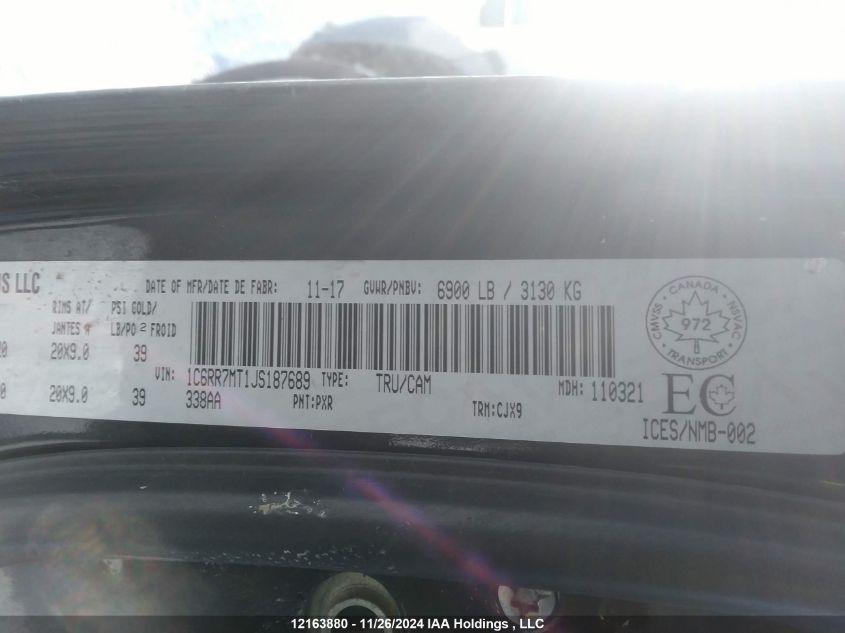 US LLC DATE OF MFR/DATE DE FABR: 11-17 GVWR/PNBV: 6900 LB / 3130 KG
RIMS AT/ PSI COLD/
JANTES A LB/PO 2 FROID
20 20X9.0 39
VIN: 1C6RR7MT1JS187689 TYPE: TRU/CAM MDH: 110321
20X9.0 39 338AA PNT:PXR TRM:CJX9
CANADA
CMVSS 972 NSVAC
TRANSPORT
EC
ICES/NMB-002
12163880 - 11/26/2024 IAA Holdings , LLC